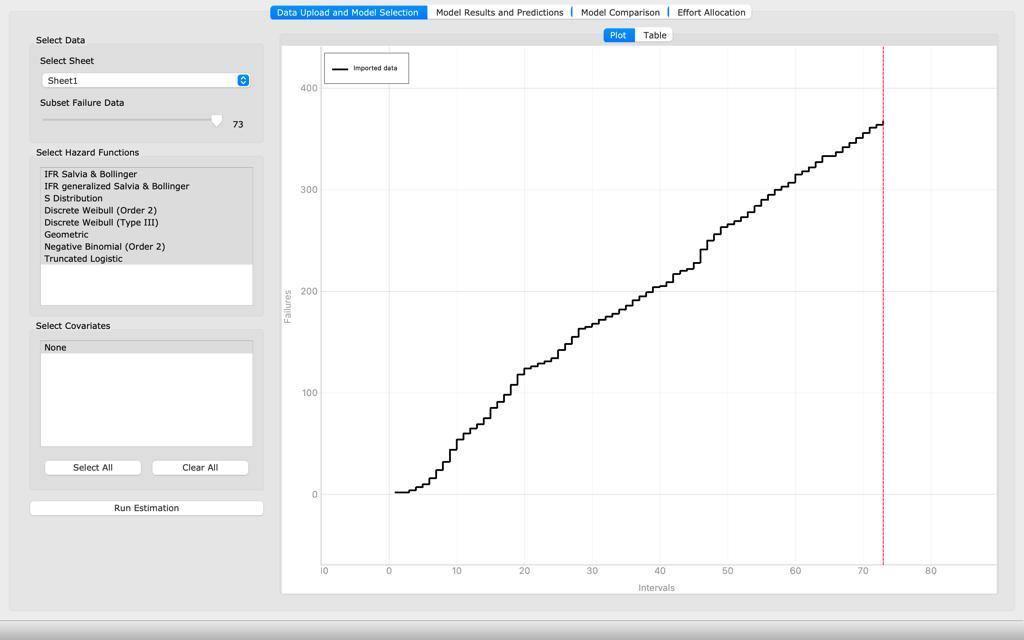 Data Upload and Model Selection Model Results and Predictions Model Comparison Effort Allocation
Select Data
Select Sheet
Sheet1
Subset Failure Data
73
Select Hazard Functions
IFR Salvia & Bollinger
IFR generalized Salvia & Bollinger
S Distribution
Discrete Weibull (Order 2)
Discrete Weibull (Type III)
Geometric
Negative Binomial (Order 2)
Truncated Logistic
Select Covariates
None
Select All Clear All
Run Estimation
Plot Table
Imported data
400
300
200
100
0
Failures
10 0 10 20 30 40 50 60 70 80
Intervals